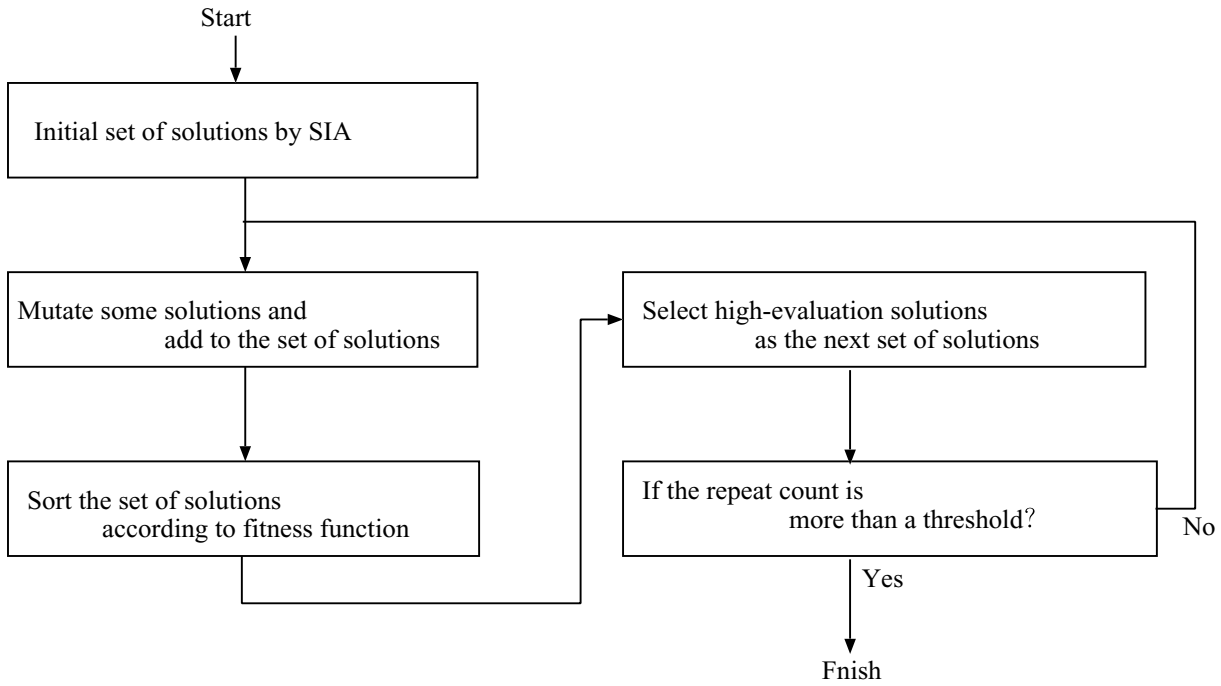 Start
Initial set of solutions by SIA
Mutate some solutions and
add to the set of solutions
Sort the set of solutions
according to fitness function
Select high-evaluation solutions
as the next set of solutions
If the repeat count is
more than a threshold?
No
Yes
Fnish